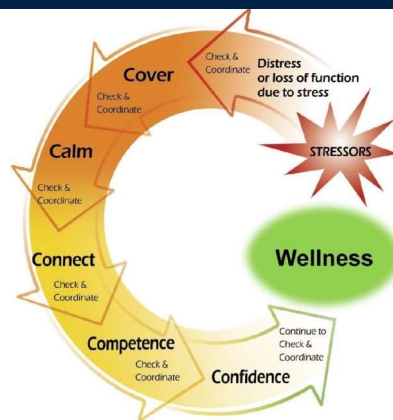 STRESSORS
Distress
or loss of function
due to stress
Check &
Coordinate
Cover
Check &
Coordinate
Calm
Check &
Coordinate
Connect
Check &
Coordinate
Competence
Check &
Coordinate
Confidence
Continue to
Check &
Coordinate
Wellness